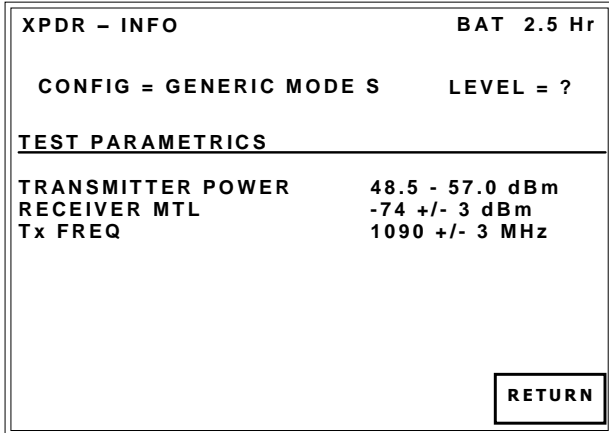 XPDR – INFO BAT 2.5 Hr
CONFIG = GENERIC MODE S LEVEL = ?
TEST PARAMETRICS
TRANSMITTER POWER 48.5 - 57.0 dBm
RECEIVER MTL -74 +/- 3 dBm
Tx FREQ 1090 +/- 3 MHz
RETURN